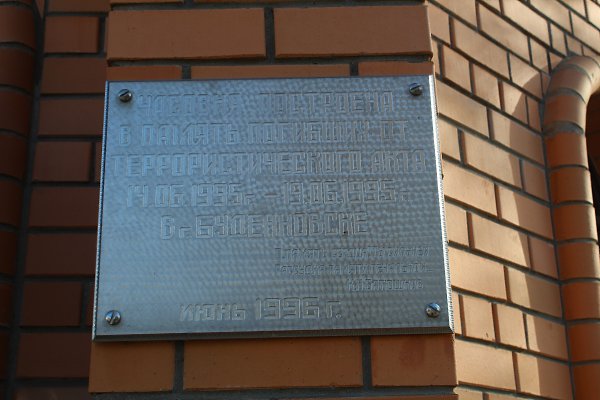 ЧАСОВНЯ ПОСТРОЕНА
В ПАМЯТЬ ПОГИБШИХ ОТ
ТЕРРОРИСТИЧЕСКОГО АКТА
14.06.1995г.-19.06.1995г.
В г. БУДЕННОВСКЕ
ИЮНЬ 1996 г.